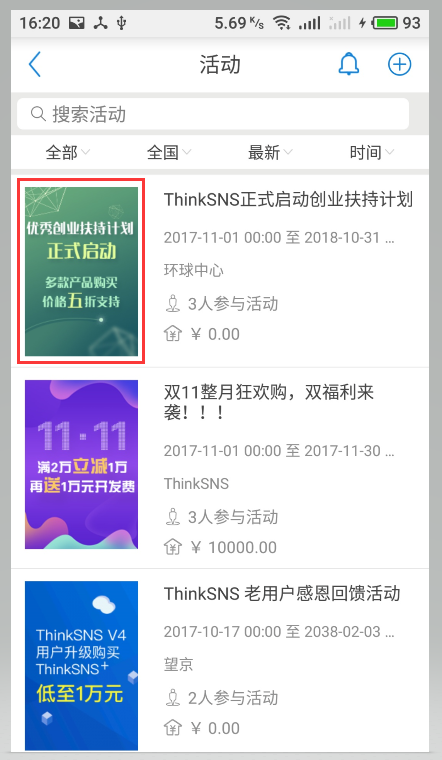 16:20
5.69 K/s
93
活动
搜索活动
全部 全国 最新 时间
优秀创业扶持计划
正式启动
多款产品购买
价格五折支持
ThinkSNS正式启动创业扶持计划
2017-11-01 00:00 至 2018-10-31 ...
环球中心
3人参与活动
¥ 0.00
11·11
满2万立减1万
再送1万元开发费
双11整月狂欢购，双福利来
袭！！！
2017-11-01 00:00 至 2017-11-30 ...
ThinkSNS
3人参与活动
¥ 10000.00
ThinkSNS V4
用户升级购买
ThinkSNS+
低至1万元
ThinkSNS 老用户感恩回馈活动
2017-10-17 00:00 至 2038-02-03 ...
望京
2人参与活动
¥ 0.00